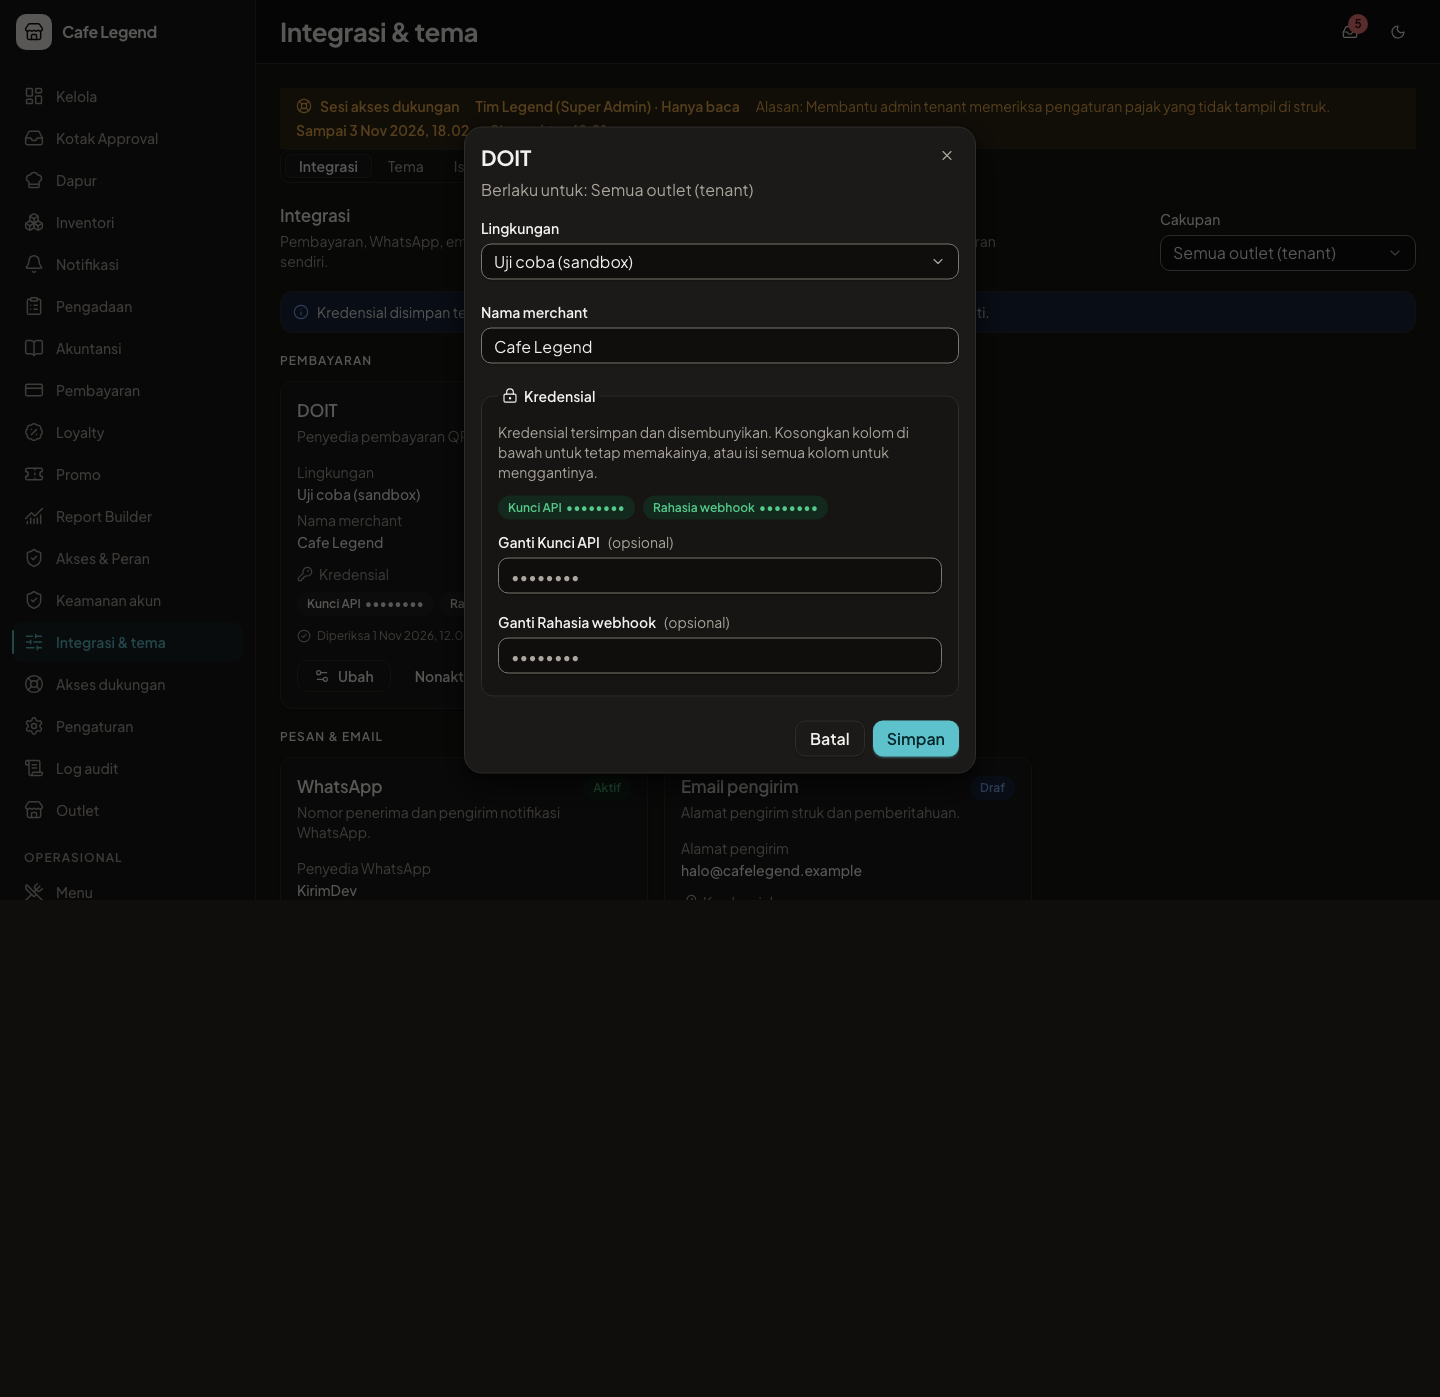 Cafe Legend
Integrasi & tema
5
Kelola
Kotak Approval
Dapur
Inventori
Notifikasi
Pengadaan
Akuntansi
Pembayaran
Loyalty
Promo
Report Builder
Akses & Peran
Keamanan akun
Integrasi & tema
Akses dukungan
Pengaturan
Log audit
Outlet
OPERASIONAL
Menu
Sesi akses dukungan Tim Legend (Super Admin) · Hanya baca Alasan: Membantu admin tenant memeriksa pengaturan pajak yang tidak tampil di struk.
Sampai 3 Nov 2026, 18.02
Integrasi Tema
Integrasi
Pembayaran, WhatsApp,
sendiri.
Cakupan
Semua outlet (tenant)
Kredensial disimpan
PEMBAYARAN
DOIT
Penyedia pembayaran
Lingkungan
Uji coba (sandbox)
Nama merchant
Cafe Legend
Kredensial
Kunci API ••••••••
Diperiksa 1 Nov 2026,
Ubah
DOIT
Berlaku untuk: Semua outlet (tenant)
Lingkungan
Uji coba (sandbox)
Nama merchant
Cafe Legend
Kredensial
Kredensial tersimpan dan disembunyikan. Kosongkan kolom di
bawah untuk tetap memakainya, atau isi semua kolom untuk
menggantinya.
Kunci API •••••••• Rahasia webhook ••••••••
Ganti Kunci API (opsional)
••••••••
Ganti Rahasia webhook (opsional)
••••••••
Batal Simpan
PESAN & EMAIL
WhatsApp Aktif
Nomor penerima dan pengirim notifikasi
WhatsApp.
Penyedia WhatsApp
KirimDev
Email pengirim Draf
Alamat pengirim struk dan pemberitahuan.
Alamat pengirim
halo@cafelegend.example